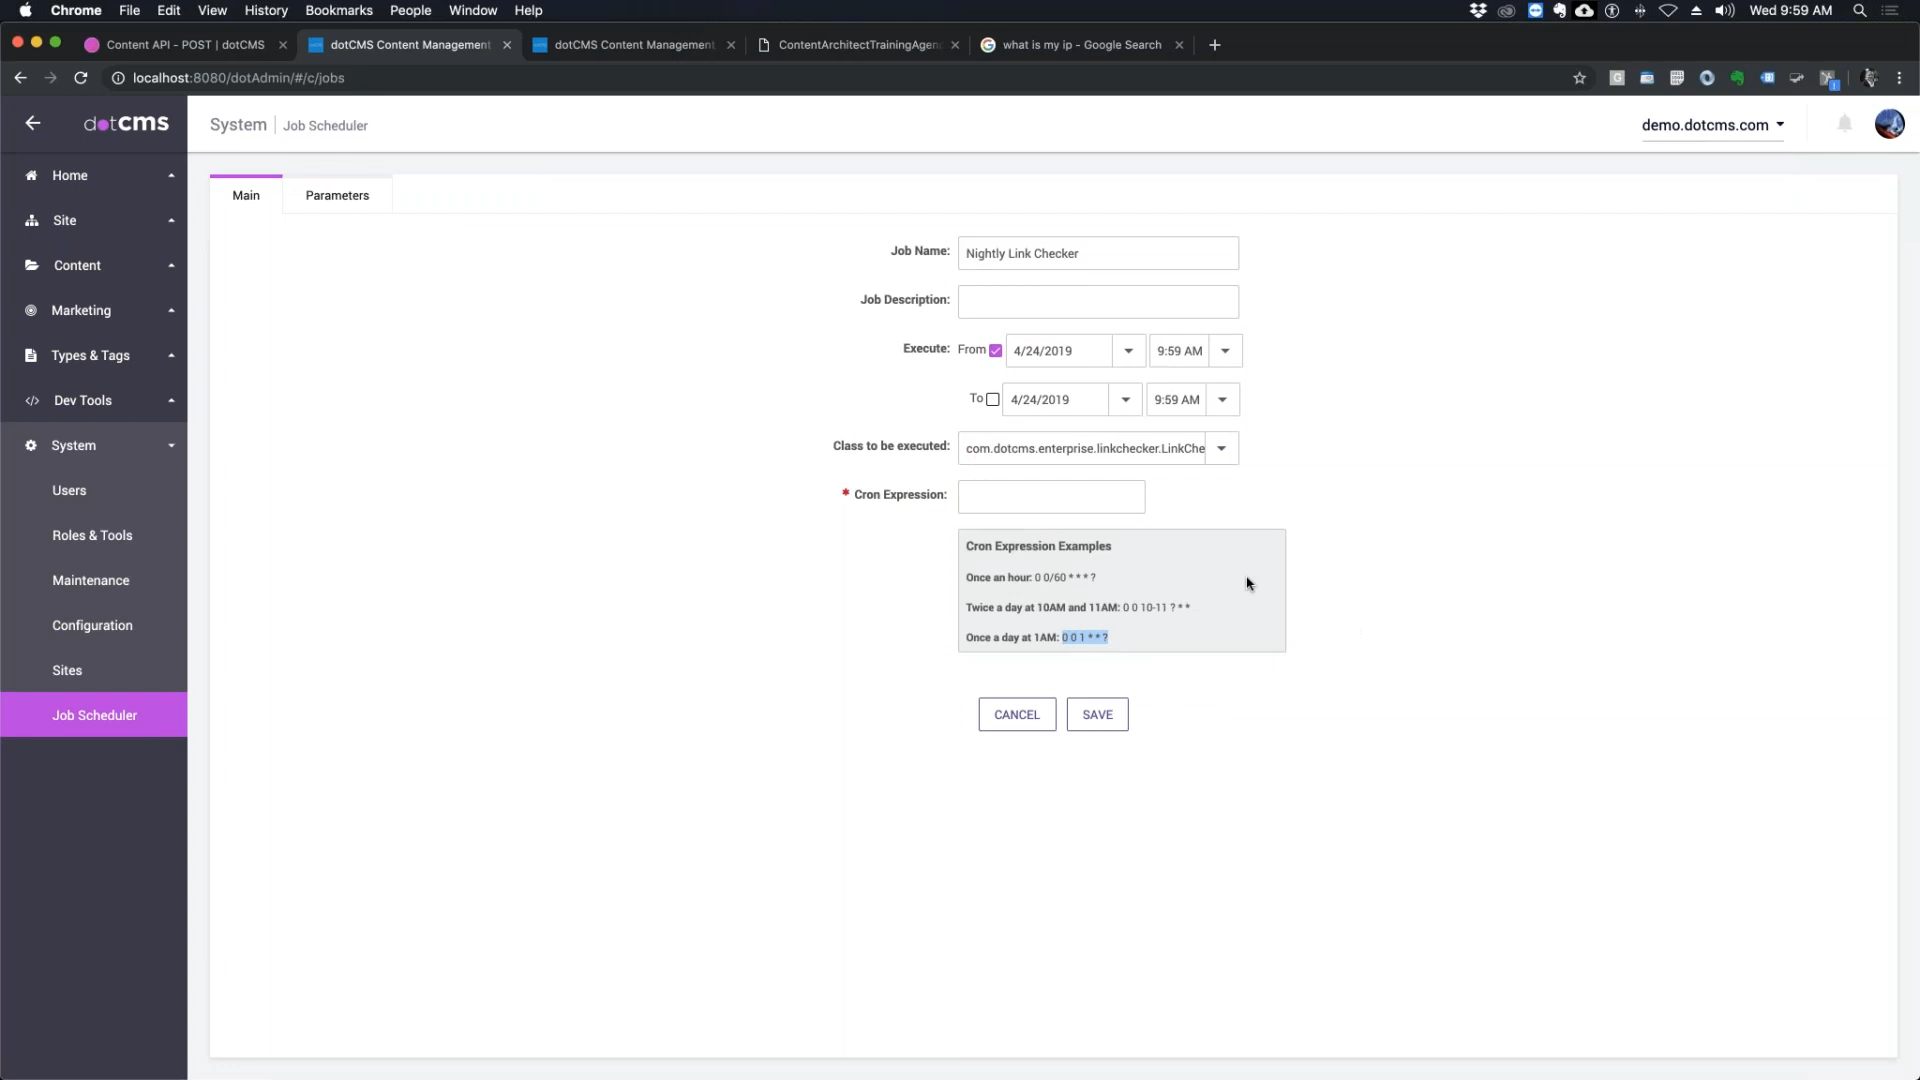 Chrome File Edit View History Bookmarks People Window Help Wed 9:59 AM
Content API - POST | dotCMS dotCMS Content Management dotCMS Content Management ContentArchitectTrainingAgen what is my ip - Google Search
localhost:8080/dotAdmin/#/c/jobs
dotCMS System Job Scheduler demo.dotcms.com
Home
Site
Content
Marketing
Types & Tags
Dev Tools
System
Users
Roles & Tools
Maintenance
Configuration
Sites
Job Scheduler
Main Parameters
Job Name: Nightly Link Checker
Job Description:
Execute: From 4/24/2019 9:59 AM
To 4/24/2019 9:59 AM
Class to be executed: com.dotcms.enterprise.linkchecker.LinkChe
* Cron Expression:
Cron Expression Examples
Once an hour: 0 0/60 * * * ?
Twice a day at 10AM and 11AM: 0 0 10-11 ? * *
Once a day at 1AM: 0 0 1 * * ?
CANCEL SAVE